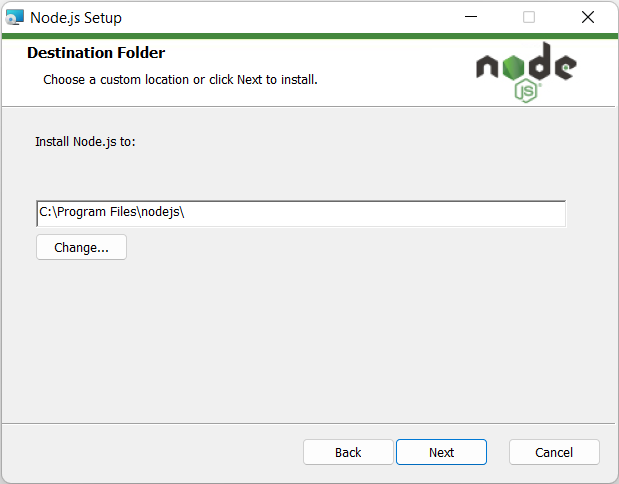 Node.js Setup
Destination Folder
Choose a custom location or click Next to install.
node
JS
Install Node.js to:
C:\Program Files\nodejs\
Change...
Back
Next
Cancel